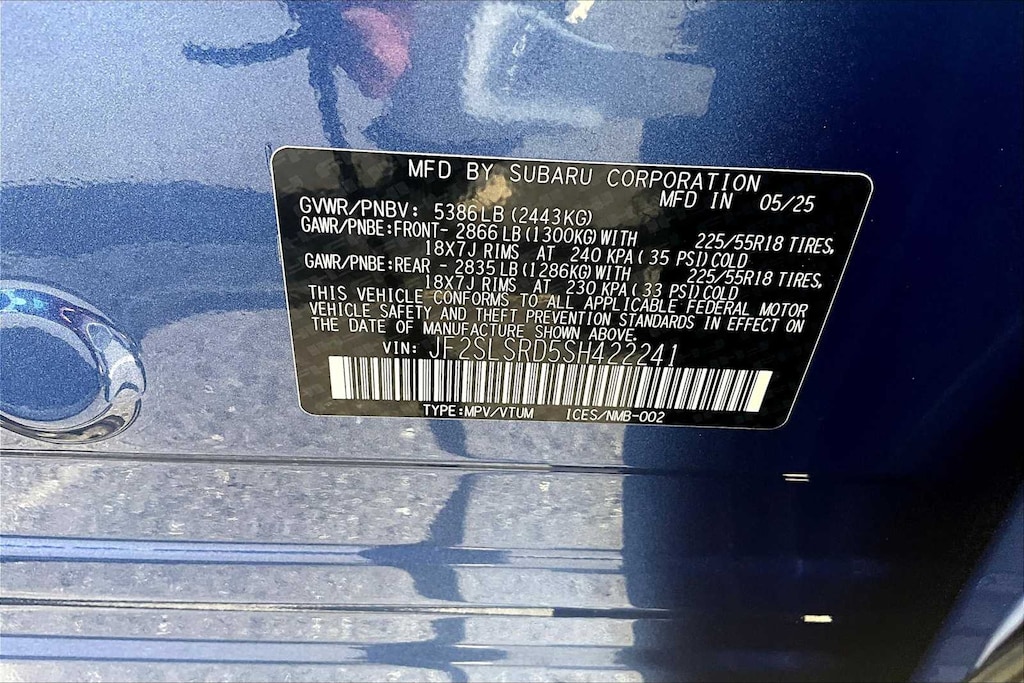 MFD BY SUBARU CORPORATION
MFD IN 05/25
GVWR/PNBV: 5386LB (2443KG)
GAWR/PNBE:FRONT- 2866 LB (1300KG) WITH 225/55R18 TIRES,
18X7J RIMS AT 240 KPA ( 35 PSI) COLD
GAWR/PNBE:REAR - 2835 LB (1286KG) WITH 225/55R18 TIRES,
18X7J RIMS AT 230 KPA ( 33 PSI) COLD
THIS VEHICLE CONFORMS TO ALL APPLICABLE FEDERAL MOTOR
VEHICLE SAFETY AND THEFT PREVENTION STANDARDS IN EFFECT ON
THE DATE OF MANUFACTURE SHOWN ABOVE.
VIN: JF2SLSRD5SH422241
TYPE:MPV/VTUM ICES/NMB-002